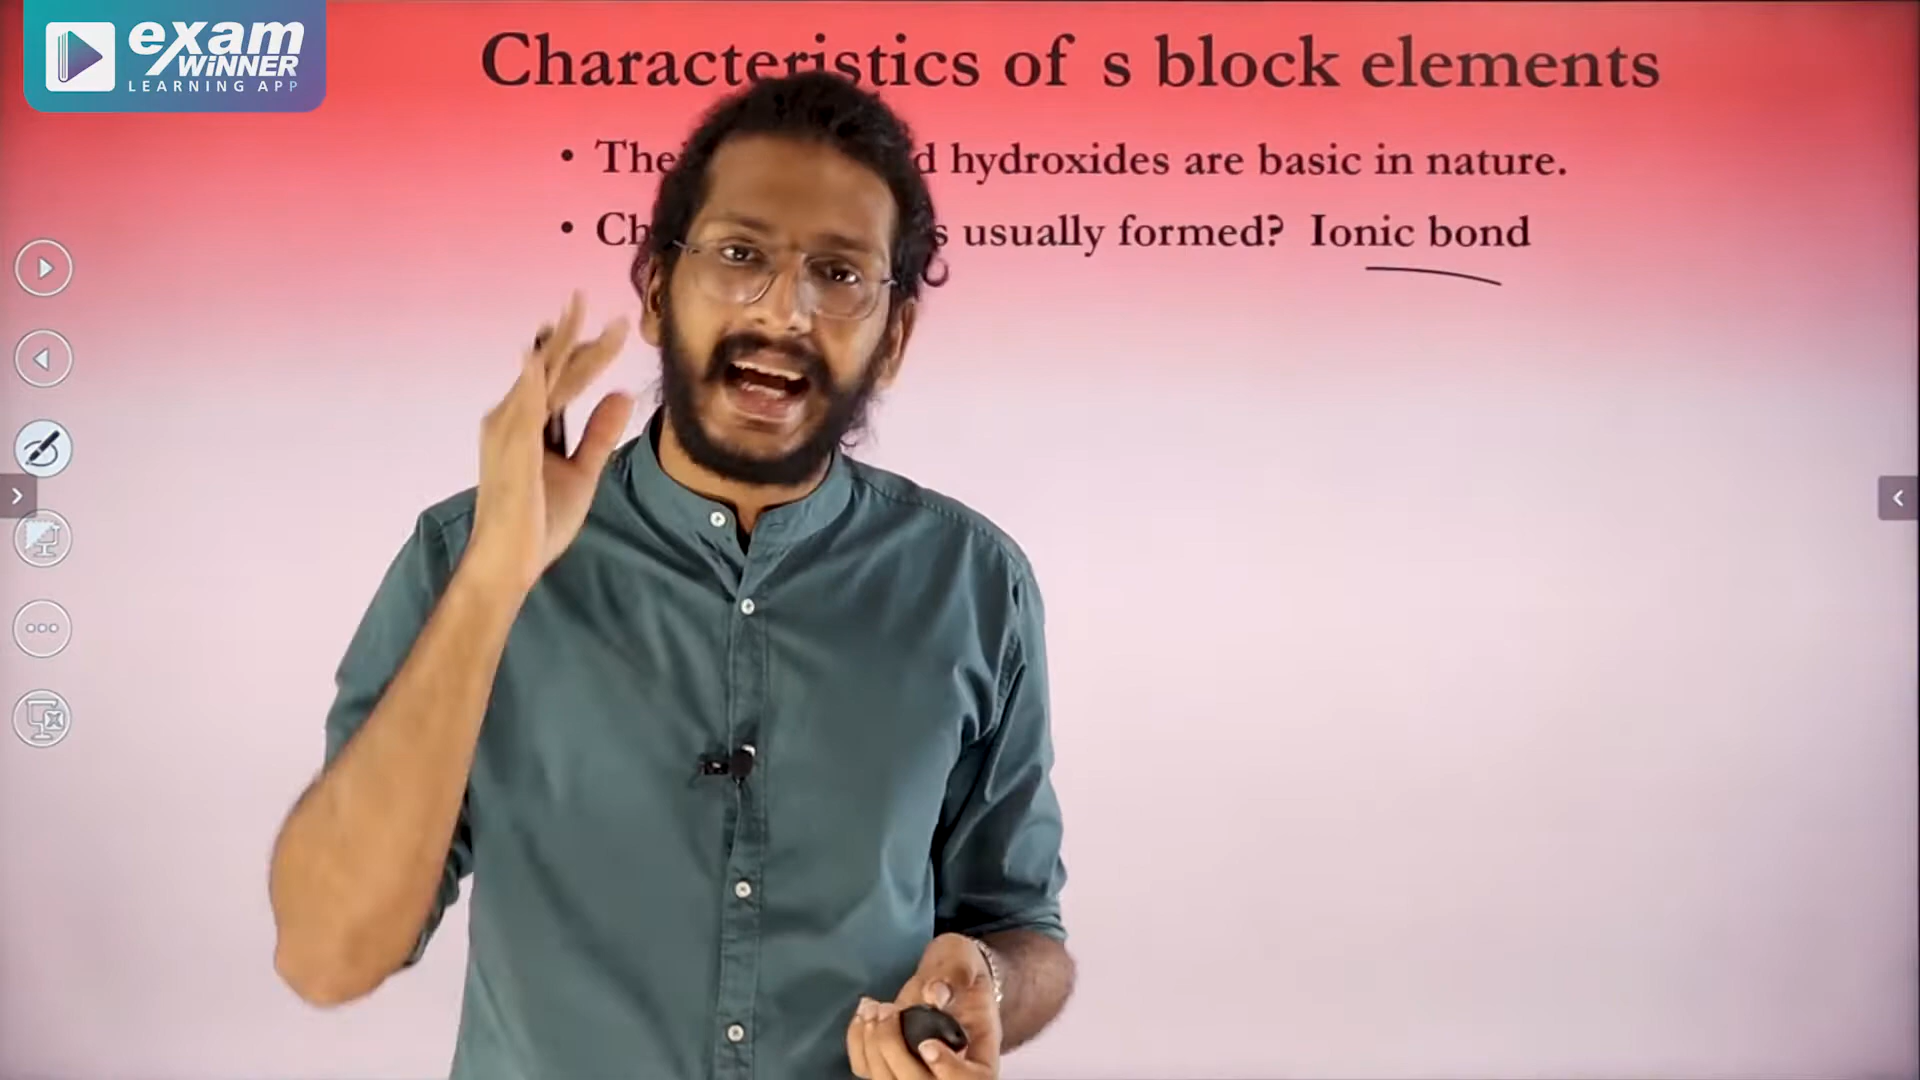 exam
WINNER
LEARNING APP
Characteristics of s block elements
• The d hydroxides are basic in nature.
• Ch s usually formed? Ionic bond